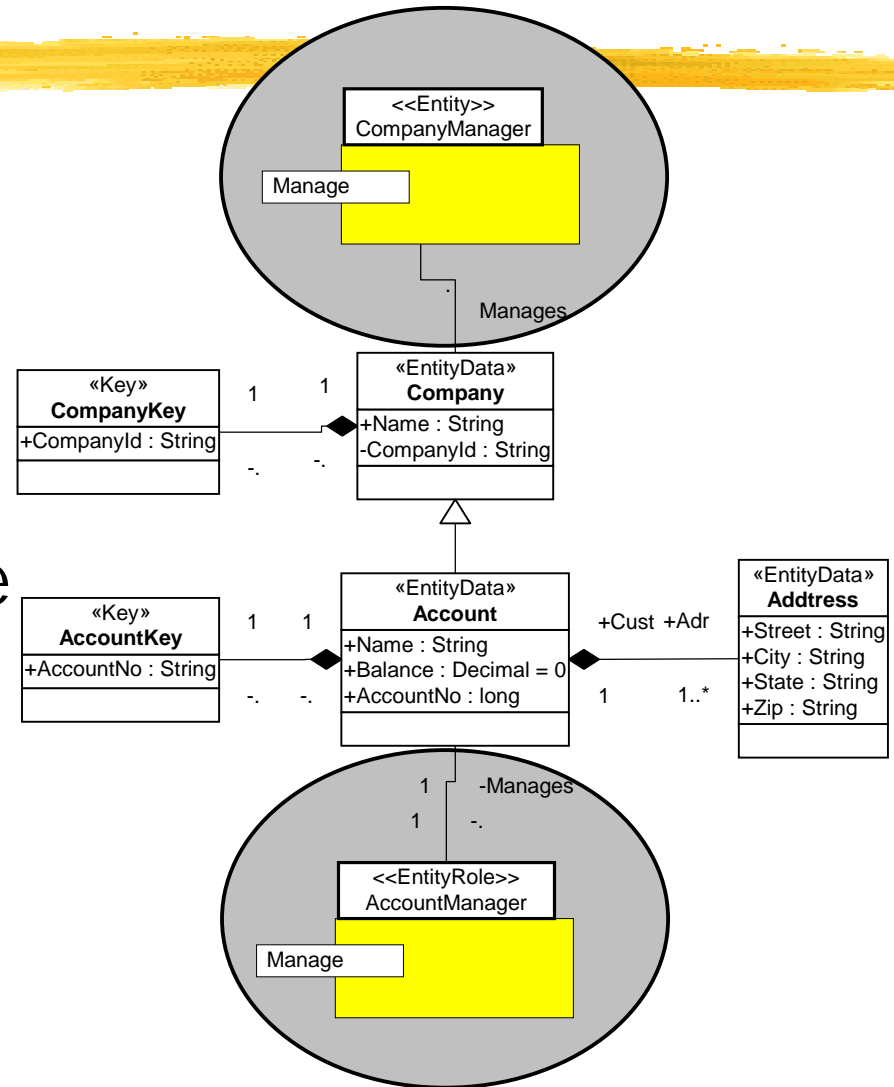 <<Entity>>
CompanyManager
Manage
.
Manages
«EntityData»
Company
+Name : String
-CompanyId : String
«Key»
CompanyKey
+CompanyId : String
1
1
-.
-.
e
«EntityData»
Account
+Name : String
+Balance : Decimal = 0
+AccountNo : long
«Key»
AccountKey
+AccountNo : String
1
1
-.
-.
+Cust +Adr
1
1..*
«EntityData»
Addtress
+Street : String
+City : String
+State : String
+Zip : String
1
-Manages
1
-.
<<EntityRole>>
AccountManager
Manage